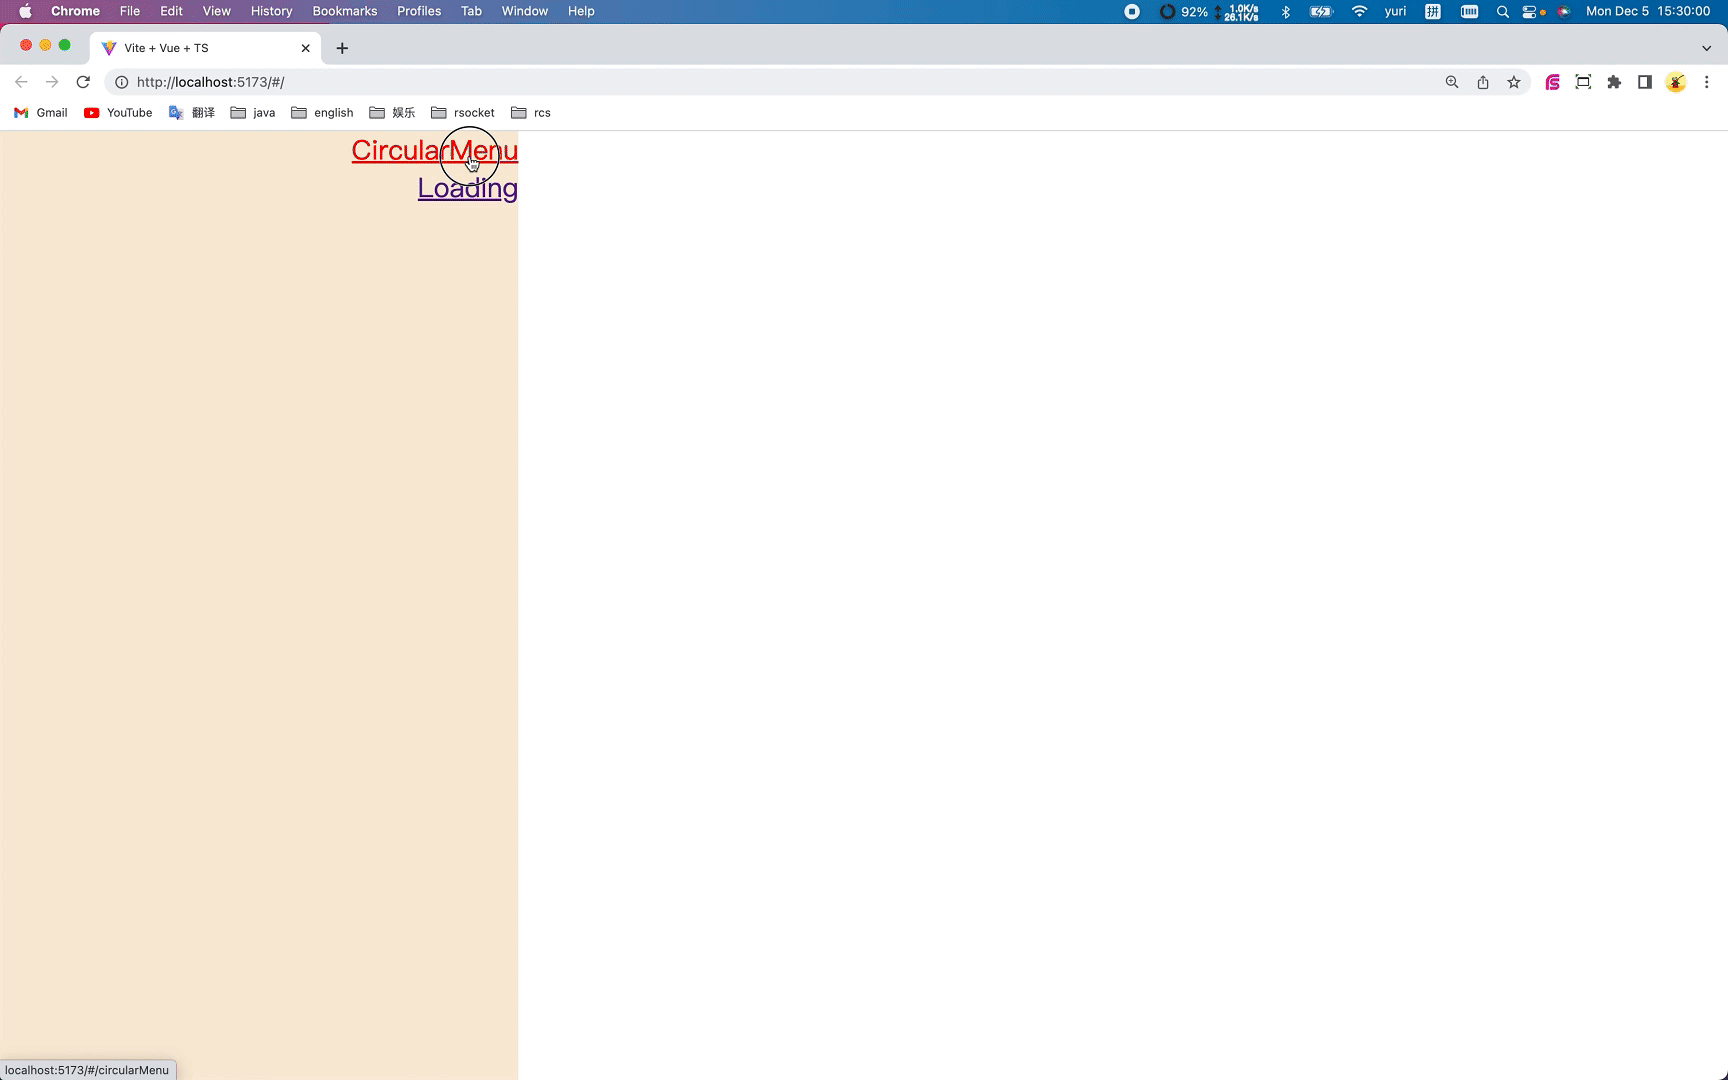 Chrome File Edit View History Bookmarks Profiles Tab Window Help 92% 1.0K/s 26.1K/s yuri 拼 Mon Dec 5 15:30:00
Vite + Vue + TS
http://localhost:5173/#/
Gmail YouTube 翻译 java english 娱乐 rsocket rcs
CircularMenu
Loading
localhost:5173/#/circularMenu